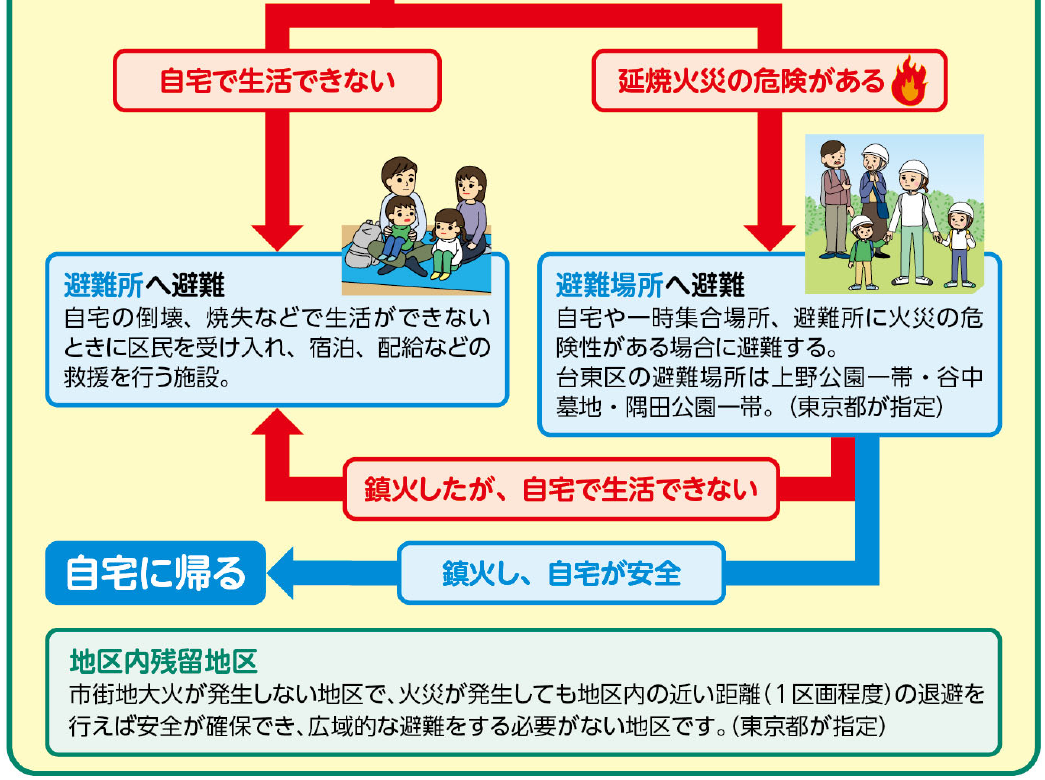 自宅で生活できない
延焼火災の危険がある
避難所へ避難
自宅の倒壊、焼失などで生活ができない
ときに区民を受け入れ、宿泊、配給などの
救援を行う施設。
避難場所へ避難
自宅や一時集合場所、避難所に火災の危
険性がある場合に避難する。
台東区の避難場所は上野公園一帯・谷中
墓地・隅田公園一帯。（東京都が指定）
鎮火したが、自宅で生活できない
自宅に帰る
鎮火し、自宅が安全
地区内残留地区
市街地大火が発生しない地区で、火災が発生しても地区内の近い距離（１区画程度）の退避を
行えば安全が確保でき、広域的な避難をする必要がない地区です。（東京都が指定）